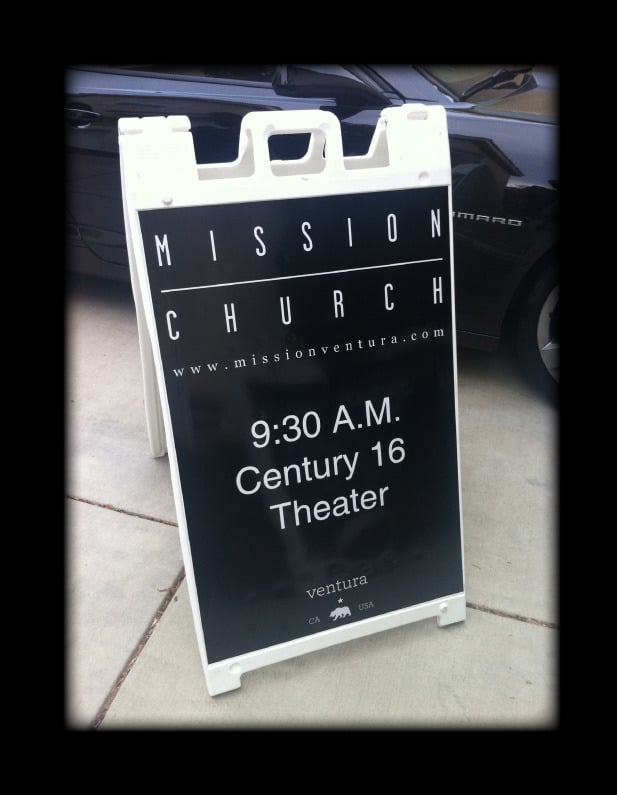 MISSION
CHURCH
www.missionventura.com
9:30 A.M.
Century 16
Theater
ventura
CA USA